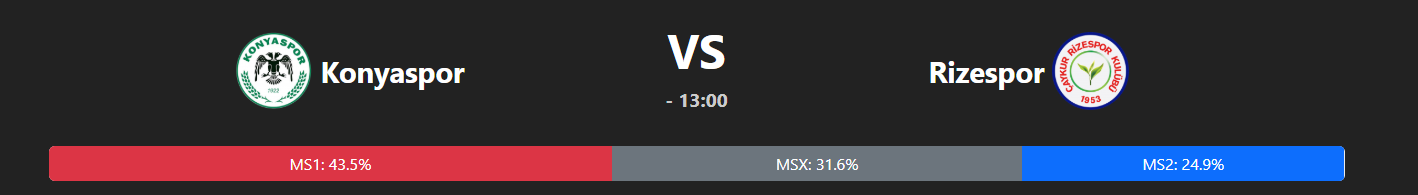 KONYASPOR
1922
Konyaspor
VS
- 13:00
Rizespor
ÇAYKUR RİZESPOR KULÜBÜ
1953
MS1: 43.5%
MSX: 31.6%
MS2: 24.9%